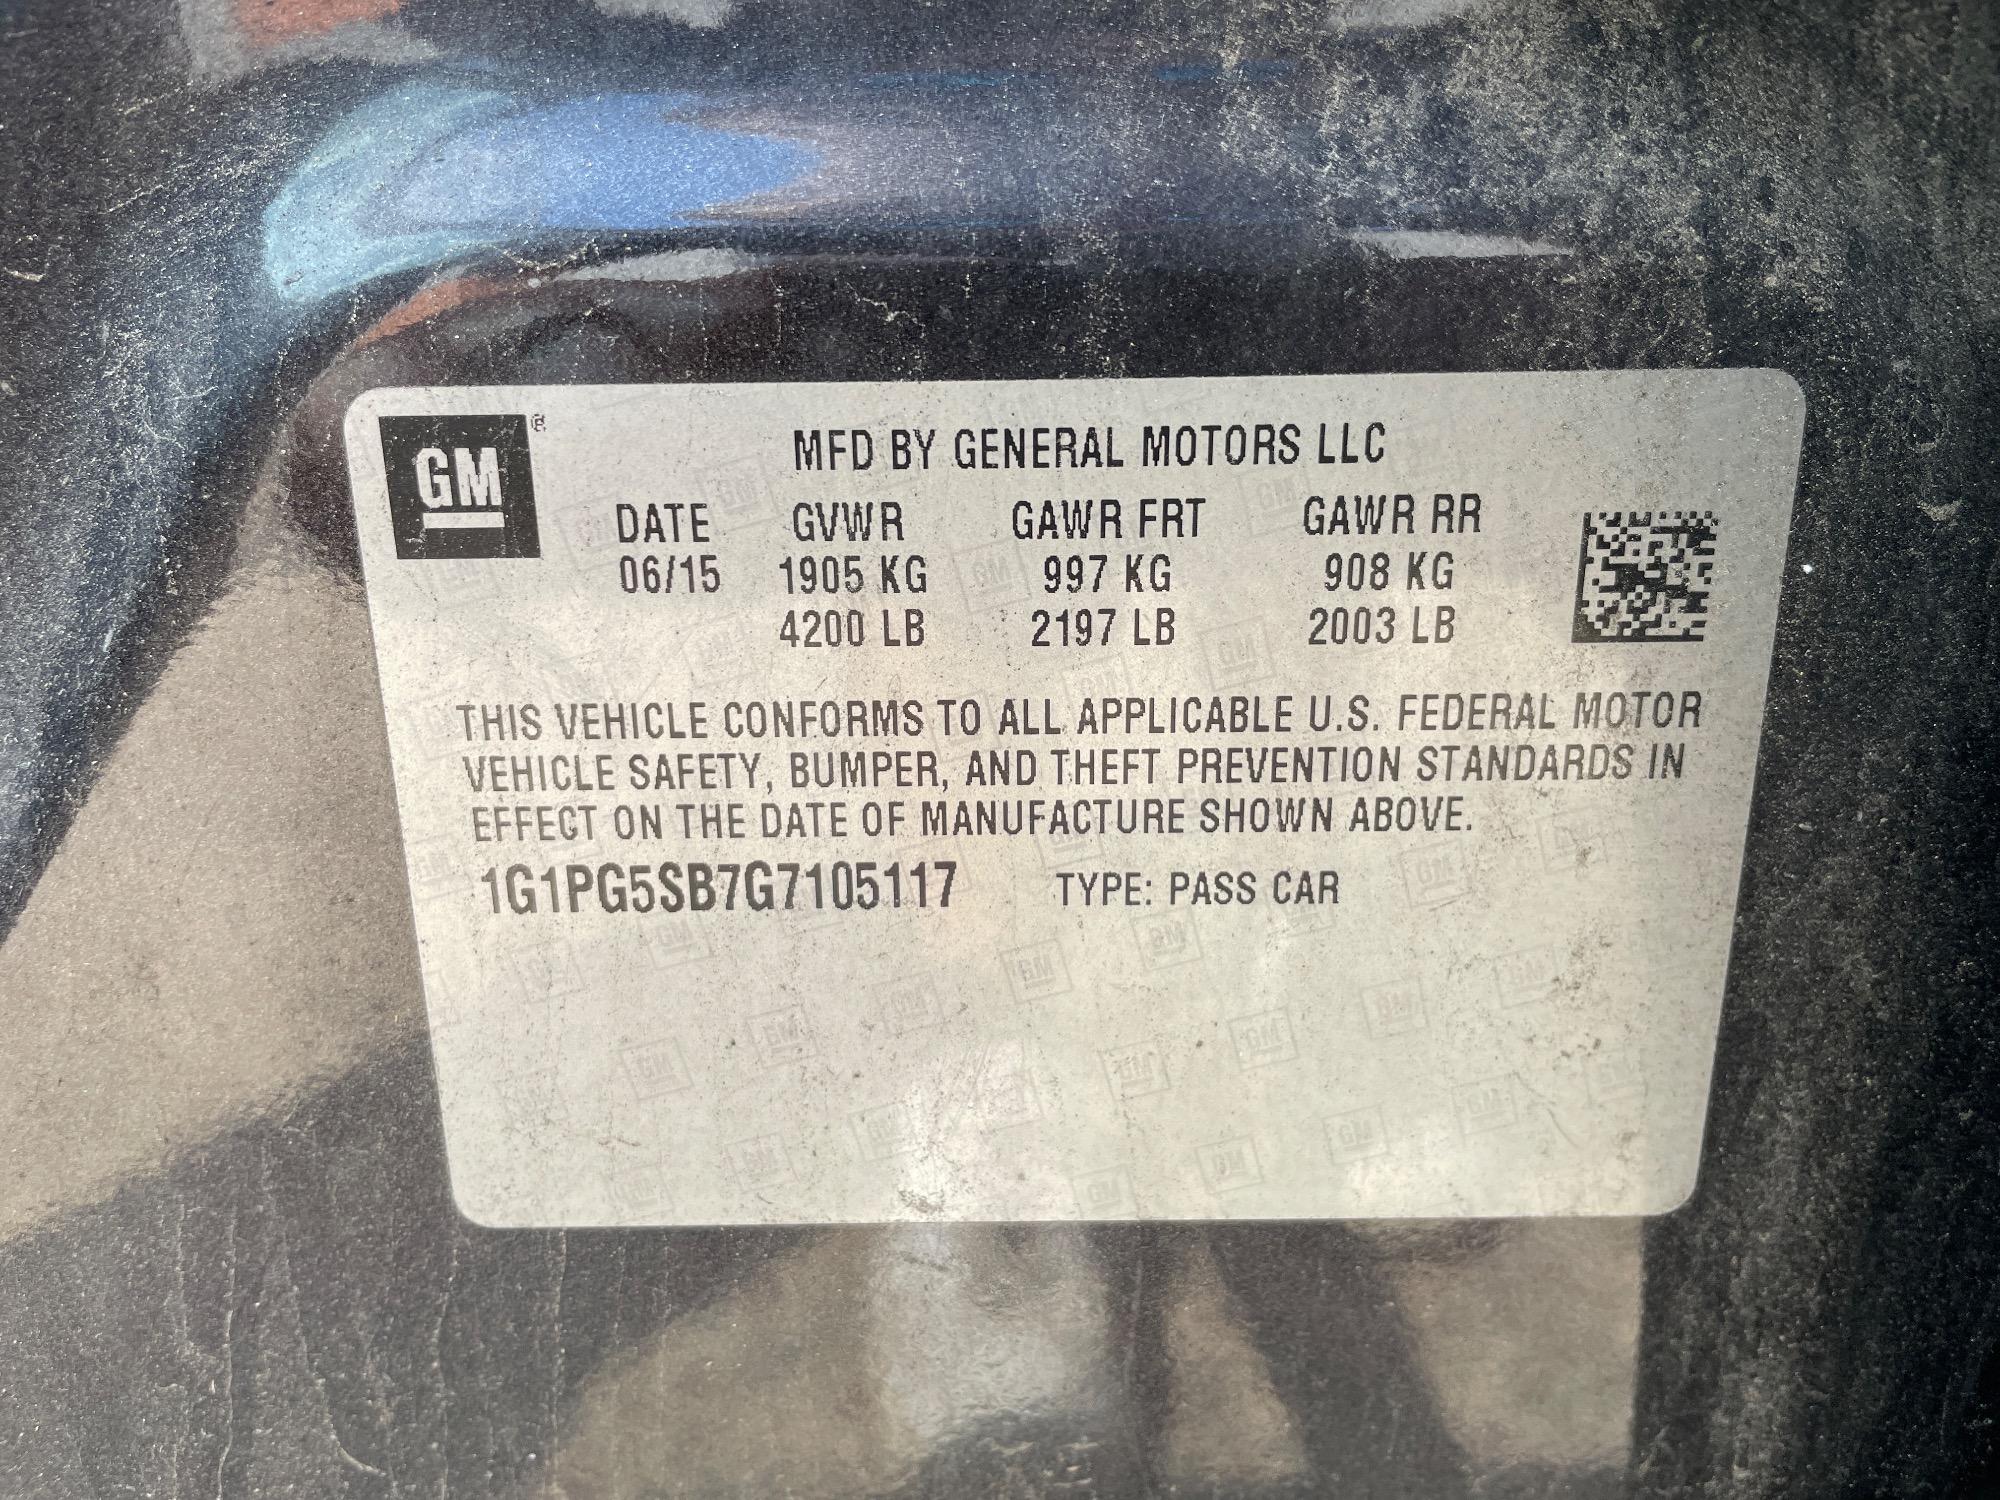 GM®
MFD BY GENERAL MOTORS LLC
DATE GVWR GAWR FRT GAWR RR
06/15 1905 KG 997 KG 908 KG
4200 LB 2197 LB 2003 LB
THIS VEHICLE CONFORMS TO ALL APPLICABLE U.S. FEDERAL MOTOR
VEHICLE SAFETY, BUMPER, AND THEFT PREVENTION STANDARDS IN
EFFECT ON THE DATE OF MANUFACTURE SHOWN ABOVE.
1G1PG5SB7G7105117 TYPE: PASS CAR